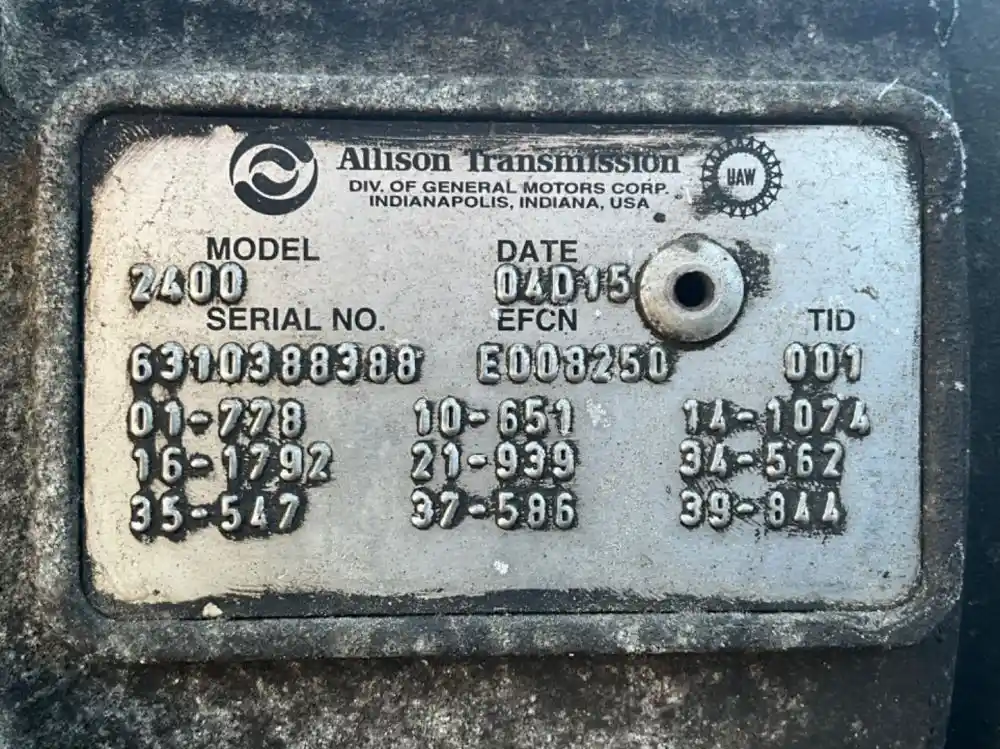 Allison Transmission
UAW
DIV. OF GENERAL MOTORS CORP.
INDIANAPOLIS, INDIANA, USA
MODEL DATE
2400 04D15
SERIAL NO. EFCN TID
6310388388 E008250 001
01-778 10-651 14-1074
16-1792 21-939 34-562
35-547 37-586 39-844